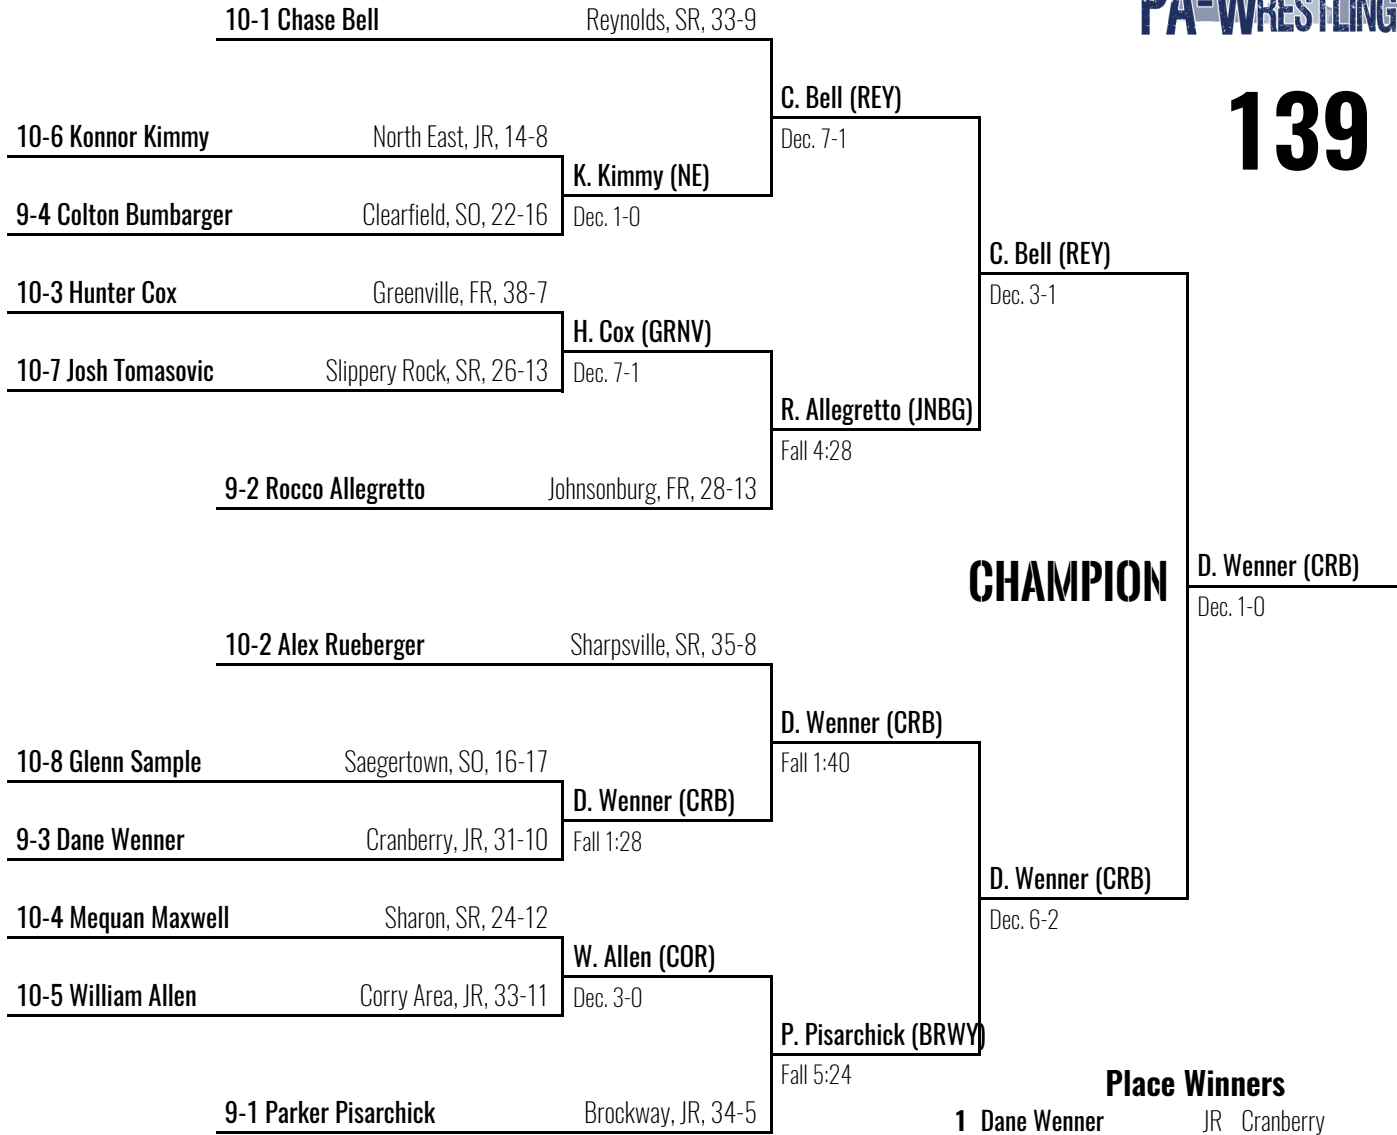 10-1 Chase Bell Reynolds, SR, 33-9
PA-WRESTLING
C. Bell (REY)
139
10-6 Konnor Kimmy North East, JR, 14-8
Dec. 7-1
K. Kimmy (NE)
9-4 Colton Bumbarger Clearfield, SO, 22-16
Dec. 1-0
C. Bell (REY)
10-3 Hunter Cox Greenville, FR, 38-7
Dec. 3-1
H. Cox (GRNV)
10-7 Josh Tomasovic Slippery Rock, SR, 26-13
Dec. 7-1
R. Allegretto (JNBG)
Fall 4:28
9-2 Rocco Allegretto Johnsonburg, FR, 28-13
CHAMPION
D. Wenner (CRB)
Dec. 1-0
10-2 Alex Rueberger Sharpsville, SR, 35-8
D. Wenner (CRB)
10-8 Glenn Sample Saegertown, SO, 16-17
Fall 1:40
D. Wenner (CRB)
9-3 Dane Wenner Cranberry, JR, 31-10
Fall 1:28
D. Wenner (CRB)
10-4 Mequan Maxwell Sharon, SR, 24-12
Dec. 6-2
W. Allen (COR)
10-5 William Allen Corry Area, JR, 33-11
Dec. 3-0
P. Pisarchick (BRWY)
Fall 5:24
Place Winners
9-1 Parker Pisarchick Brockway, JR, 34-5
1 Dane Wenner JR Cranberry